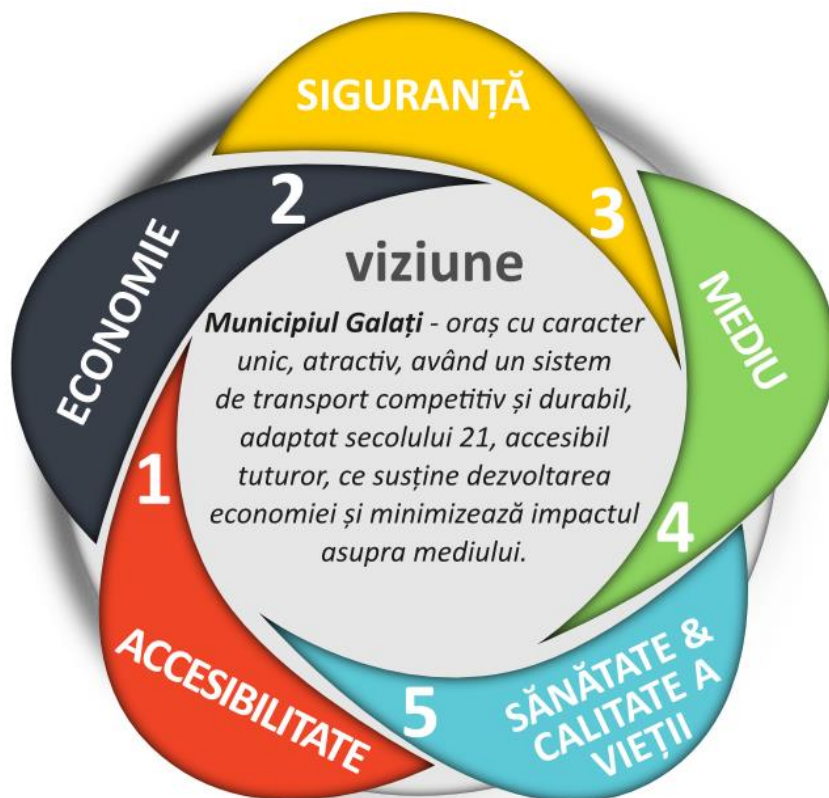 SIGURANȚĂ
3
2
ECONOMIE
MEDIU
4
1
ACCESIBILITATE
5
SĂNĂTATE &
CALITATE A
VIEȚII
viziune
Municipiul Galați - oraș cu caracter
unic, atractiv, având un sistem
de transport competitiv și durabil,
adaptat secolului 21, accesibil
tuturor, ce susține dezvoltarea
economiei și minimizează impactul
asupra mediului.